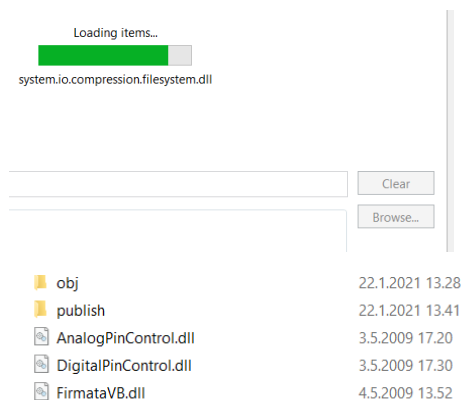 Loading items...
system.io.compression.filesystem.dll
Clear
Browse...
obj 22.1.2021 13.28
publish 22.1.2021 13.41
AnalogPinControl.dll 3.5.2009 17.20
DigitalPinControl.dll 3.5.2009 17.30
FirmataVB.dll 4.5.2009 13.52